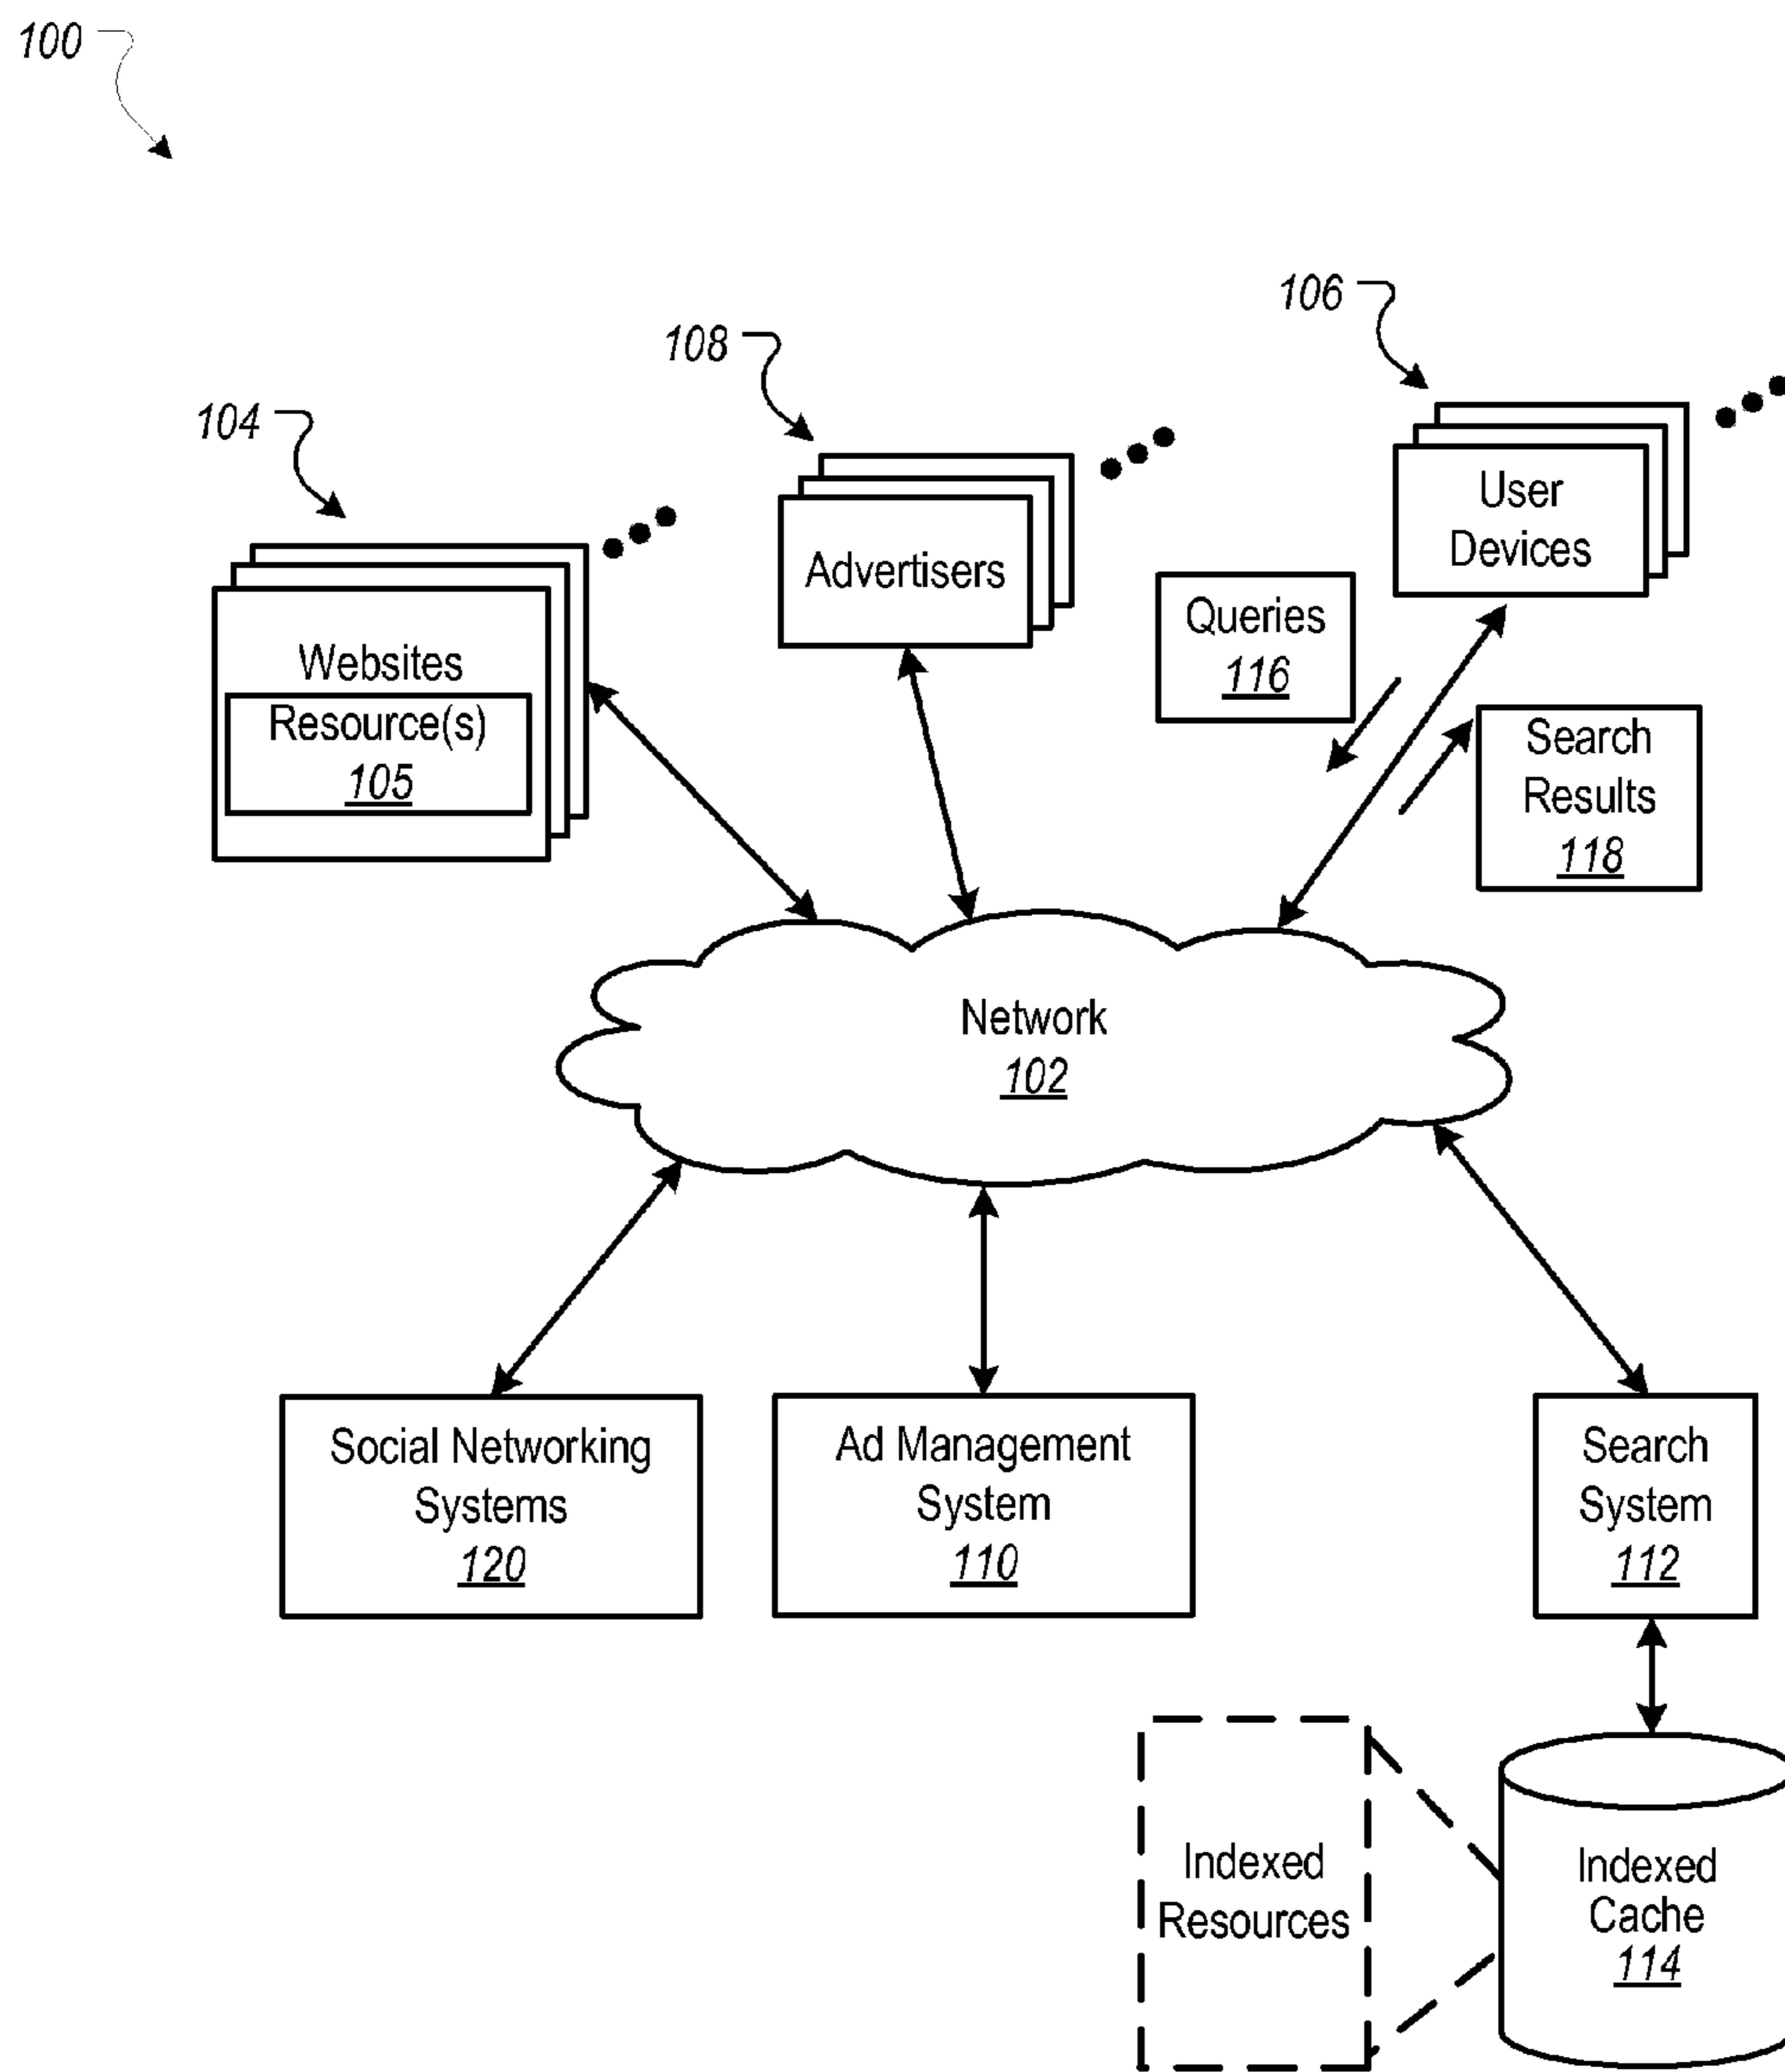 100
106
108
104
User
Devices
Advertisers
Queries
116
Websites
Resource(s)
105
Search
Results
118
Network
102
Social Networking
Systems
120
Ad Management
System
110
Search
System
112
Indexed
Resources
Indexed
Cache
114